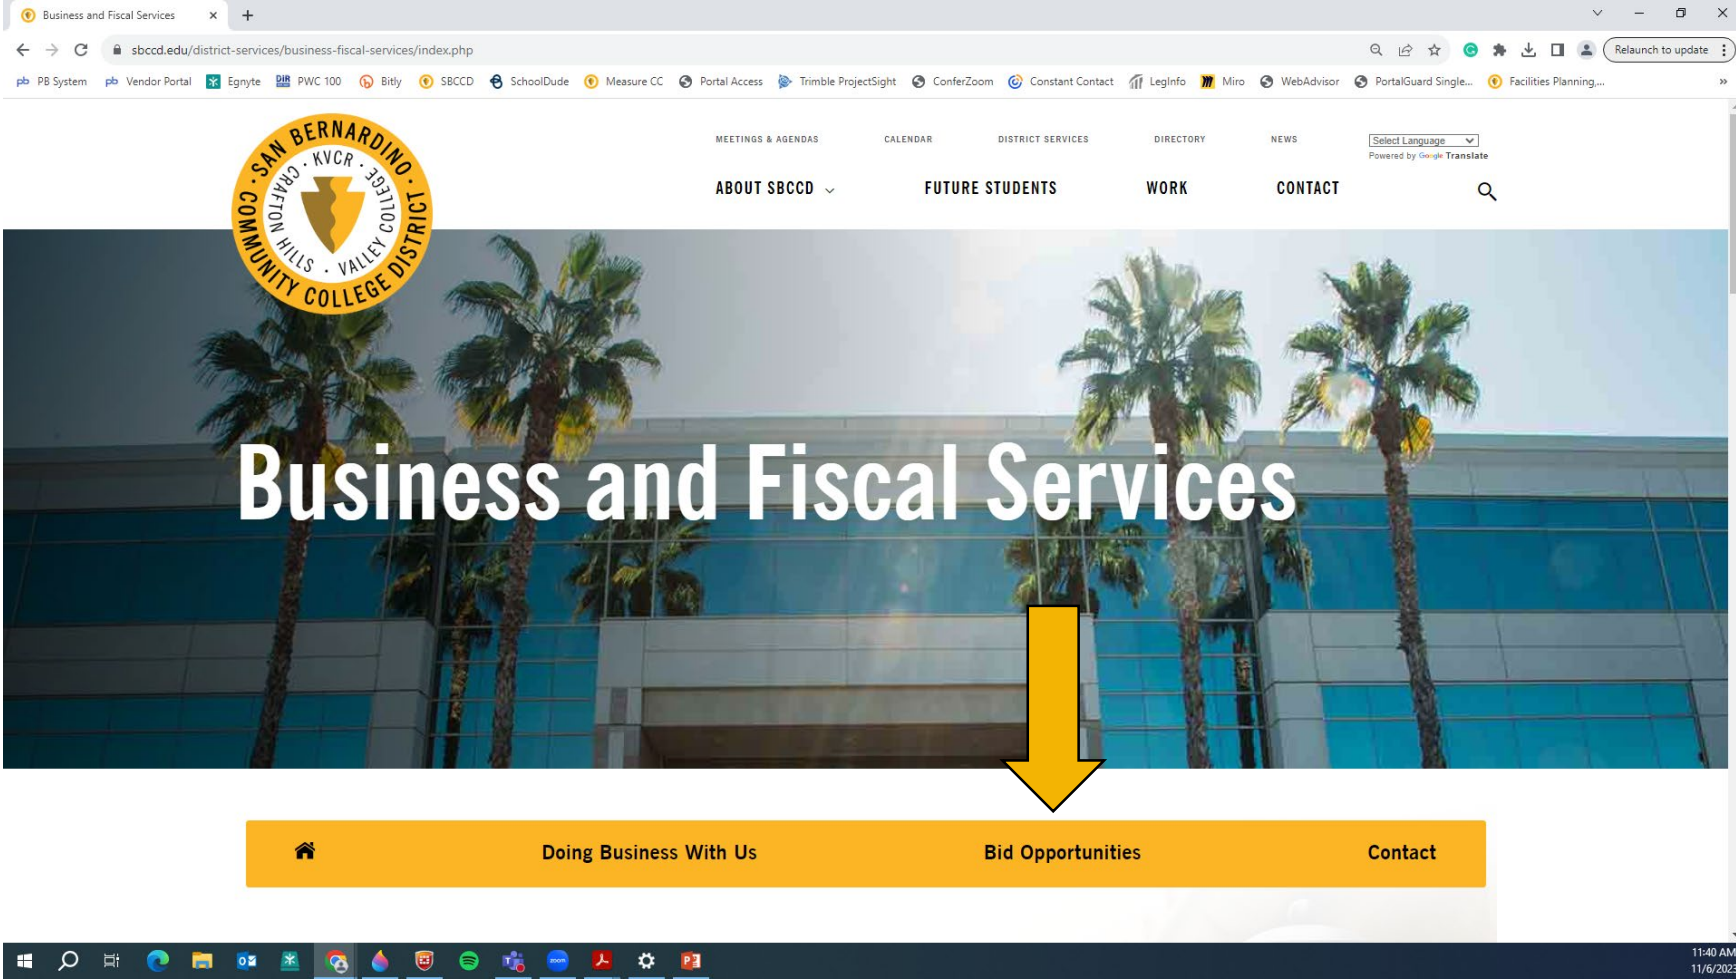 Business and Fiscal Services
sbccd.edu/district-services/business-fiscal-services/index.php
Relaunch to update
PB System
Vendor Portal
Egnyte
PWC 100
Bitly
SBCCD
SchoolDude
Measure CC
Portal Access
Trimble ProjectSight
ConferZoom
Constant Contact
LegInfo
Miro
WebAdvisor
PortalGuard Single...
Facilities Planning,...
SAN BERNARDINO · COMMUNITY COLLEGE DISTRICT ·
KVCR · VALLEY COLLEGE · CRAFTON HILLS ·
MEETINGS & AGENDAS
CALENDAR
DISTRICT SERVICES
DIRECTORY
NEWS
Select Language
Powered by Google Translate
ABOUT SBCCD
FUTURE STUDENTS
WORK
CONTACT
Business and Fiscal Services
Doing Business With Us
Bid Opportunities
Contact
zoom
11:40 AM